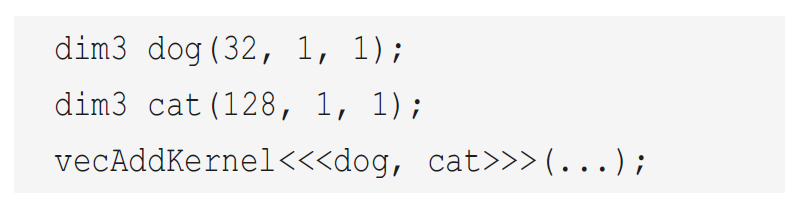 dim3 dog(32, 1, 1);
dim3 cat(128, 1, 1);
vecAddKernel<<<dog, cat>>>(...);